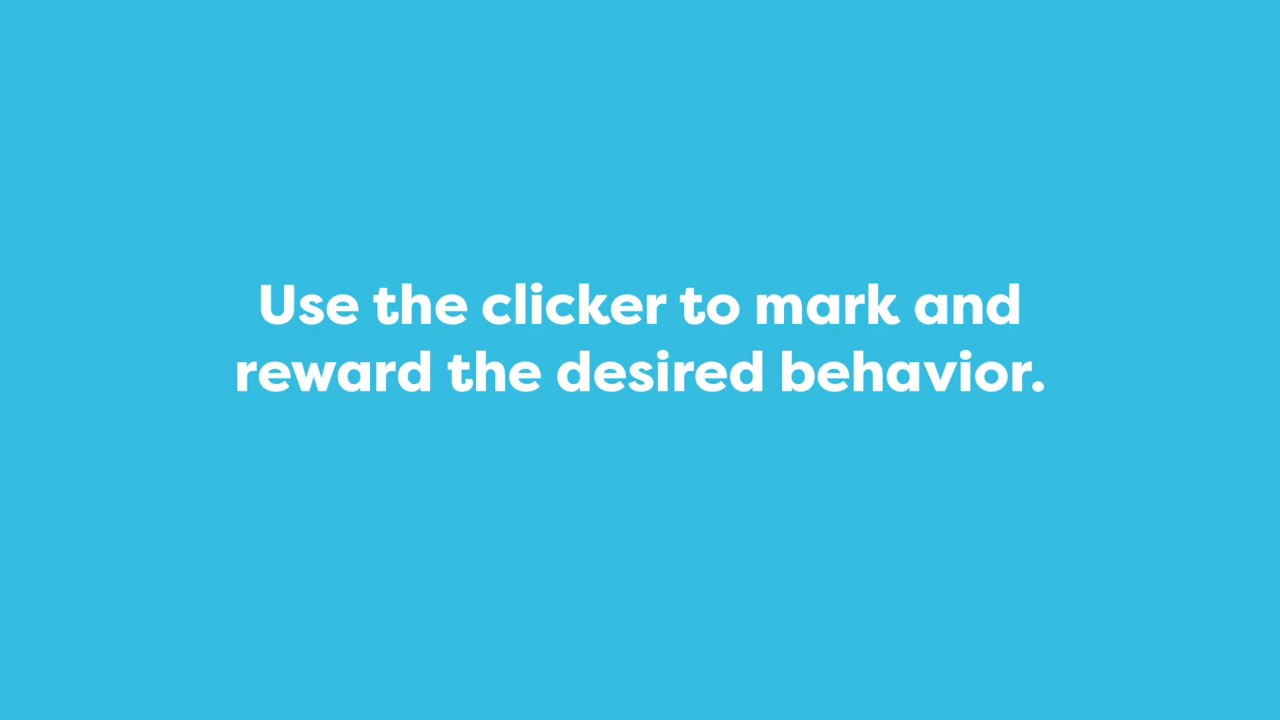 Use the clicker to mark and
reward the desired behavior.